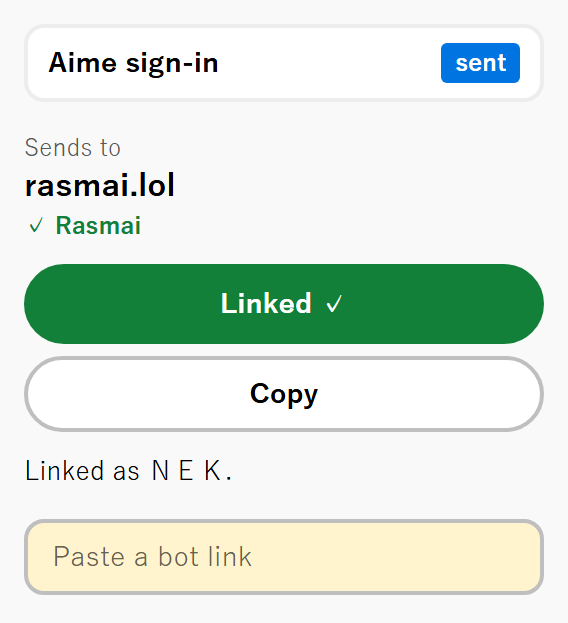 Aime sign-in
sent
Sends to
rasmai.lol
✓ Rasmai
Linked ✓
Copy
Linked as N E K .
Paste a bot link